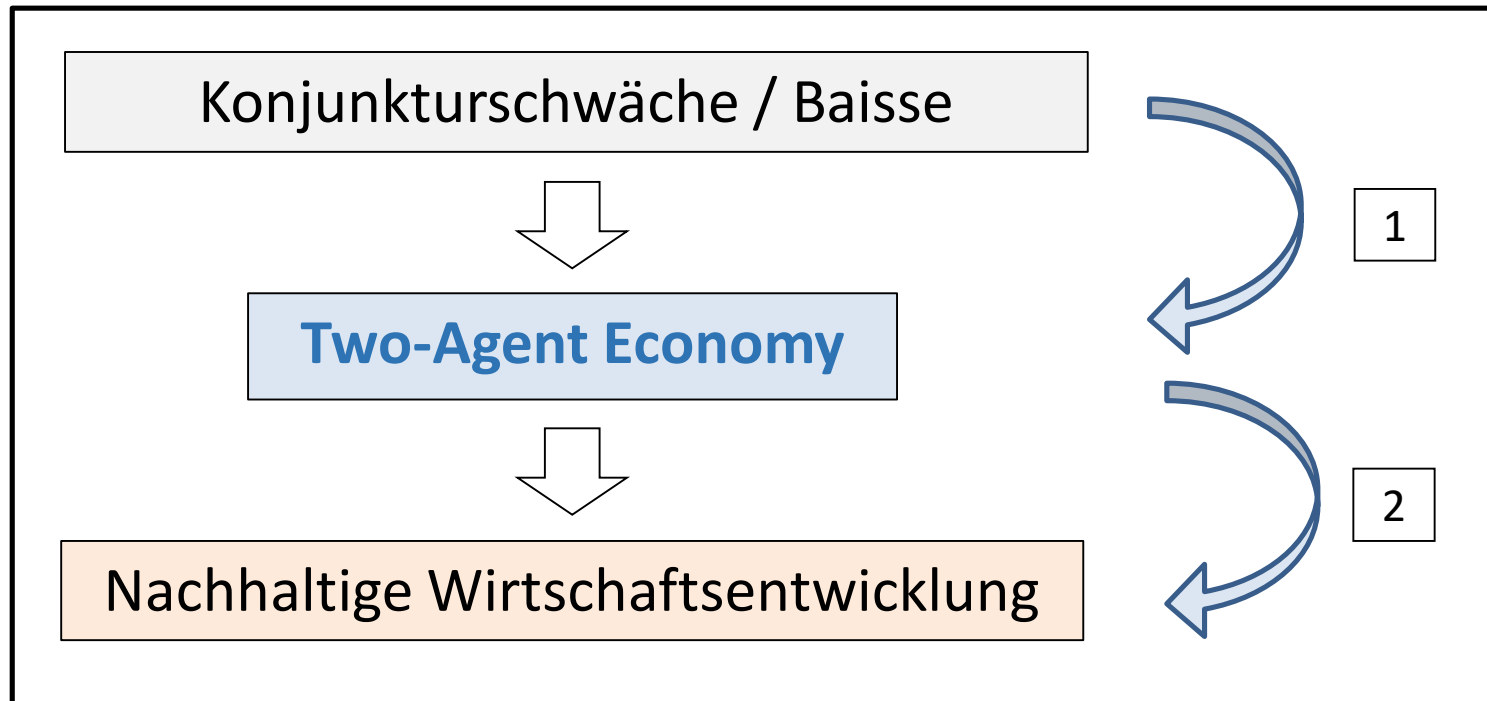 Konjunkturschwäche / Baisse
1
Two-Agent Economy
2
Nachhaltige Wirtschaftsentwicklung